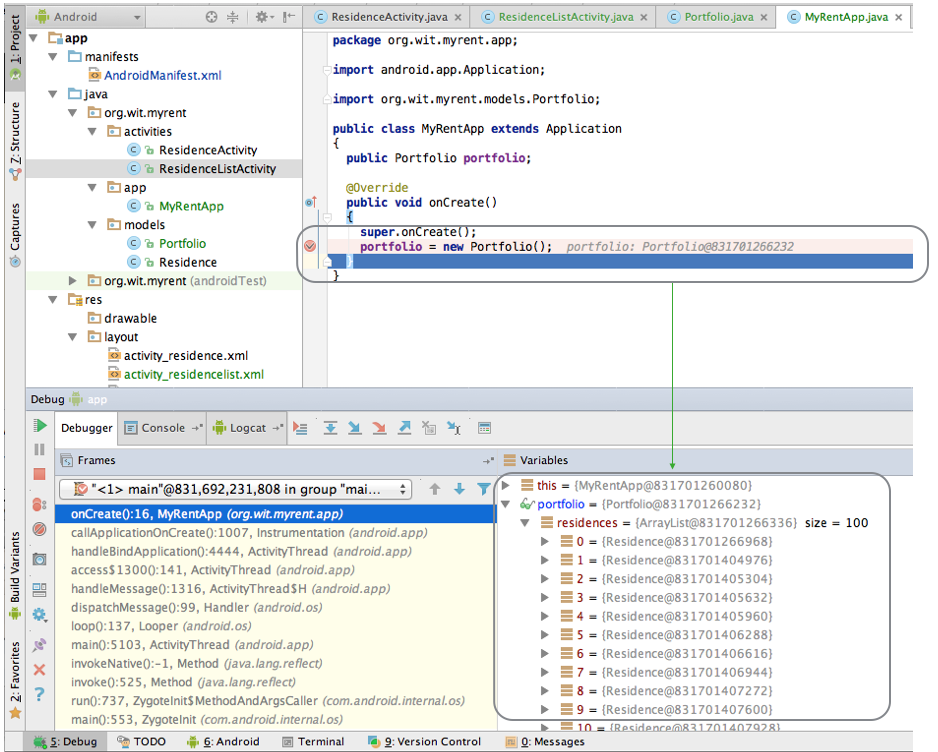 Android
ResidenceActivity.java
ResidenceListActivity.java
Portfolio.java
MyRentApp.java
1: Project
Z: Structure
Captures
Build Variants
2: Favorites
app
manifests
AndroidManifest.xml
java
org.wit.myrent
activities
ResidenceActivity
ResidenceListActivity
app
MyRentApp
models
Portfolio
Residence
org.wit.myrent (androidTest)
res
drawable
layout
activity_residence.xml
activity_residencelist.xml
package org.wit.myrent.app;
import android.app.Application;
import org.wit.myrent.models.Portfolio;
public class MyRentApp extends Application
{
public Portfolio portfolio;
@Override
public void onCreate()
{
super.onCreate();
portfolio = new Portfolio(); portfolio: Portfolio@831701266232
}
}
Debug app
Debugger Console Logcat
Frames
"<1> main"@831,692,231,808 in group "mai...
onCreate():16, MyRentApp (org.wit.myrent.app)
callApplicationOnCreate():1007, Instrumentation (android.app)
handleBindApplication():4444, ActivityThread (android.app)
access$1300():141, ActivityThread (android.app)
handleMessage():1316, ActivityThread$H (android.app)
dispatchMessage():99, Handler (android.os)
loop():137, Looper (android.os)
main():5103, ActivityThread (android.app)
invokeNative():-1, Method (java.lang.reflect)
invoke():525, Method (java.lang.reflect)
run():737, ZygoteInit$MethodAndArgsCaller (com.android.internal.os)
main():553, ZygoteInit (com.android.internal.os)
Variables
this = {MyRentApp@831701260080}
portfolio = {Portfolio@831701266232}
residences = {ArrayList@831701266336} size = 100
0 = {Residence@831701266968}
1 = {Residence@831701404976}
2 = {Residence@831701405304}
3 = {Residence@831701405632}
4 = {Residence@831701405960}
5 = {Residence@831701406288}
6 = {Residence@831701406616}
7 = {Residence@831701406944}
8 = {Residence@831701407272}
9 = {Residence@831701407600}
10 = {Residence@831701407928}
5: Debug TODO 6: Android Terminal 9: Version Control 0: Messages